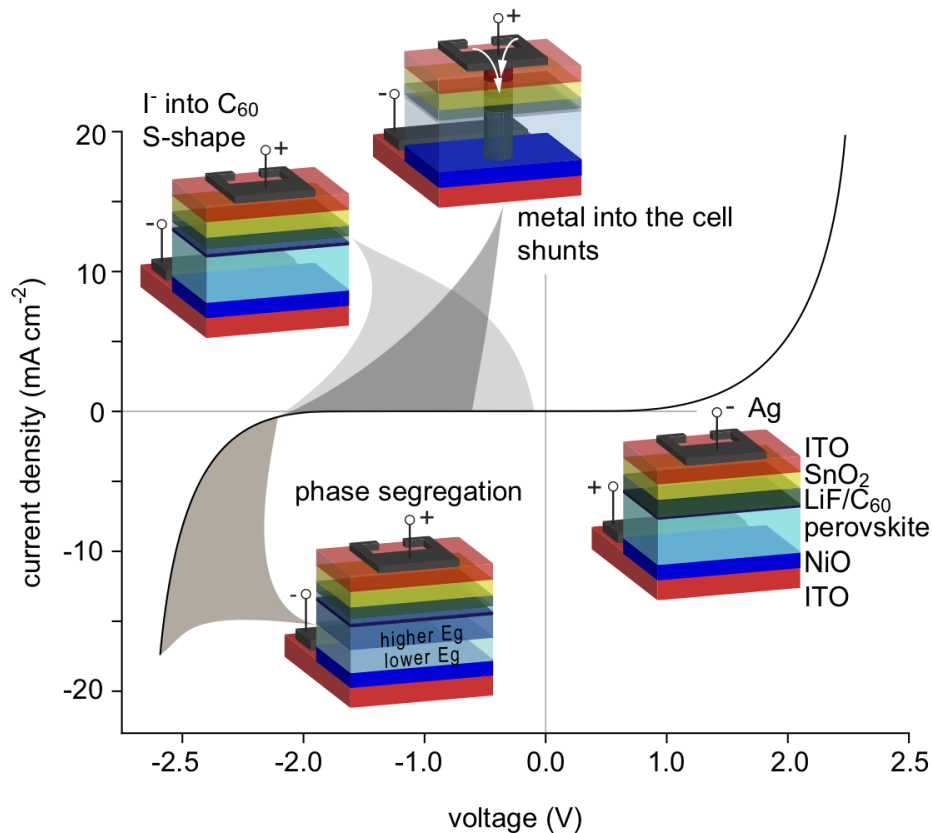 I⁻ into C₆₀
S-shape
+
-
+
-
metal into the cell
shunts
20
10
0
-10
-20
current density (mA cm⁻²)
- Ag
+
ITO
SnO₂
LiF/C₆₀
perovskite
NiO
ITO
phase segregation
+
-
higher Eg
lower Eg
-2.5
-2.0
-1.0
0.0
1.0
2.0
2.5
voltage (V)